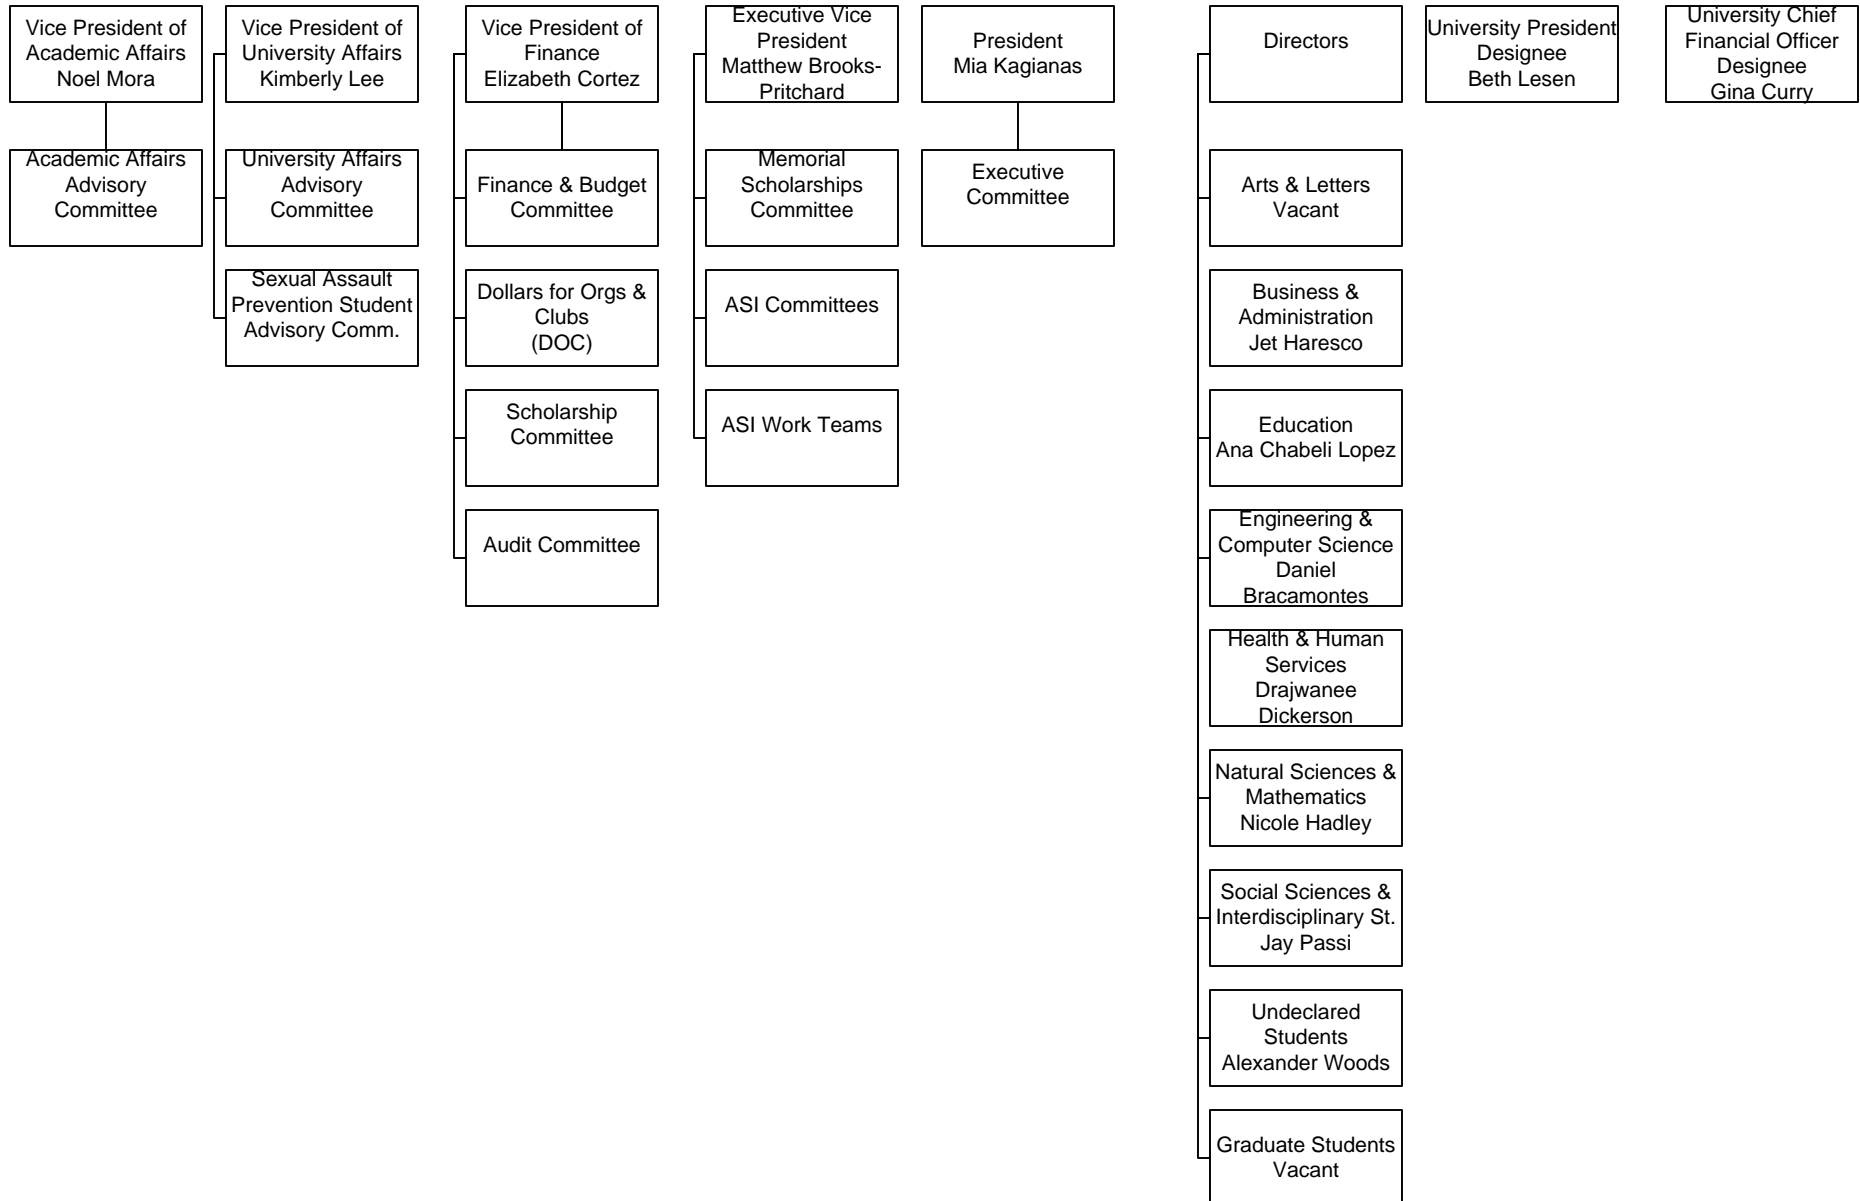 Vice President of
Academic Affairs
Noel Mora
Vice President of
University Affairs
Kimberly Lee
Vice President of
Finance
Elizabeth Cortez
Executive Vice
President
Matthew Brooks-
Pritchard
President
Mia Kagianas
Directors
University President
Designee
Beth Lesen
University Chief
Financial Officer
Designee
Gina Curry
Academic Affairs
Advisory
Committee
University Affairs
Advisory
Committee
Finance & Budget
Committee
Memorial
Scholarships
Committee
Executive
Committee
Arts & Letters
Vacant
Sexual Assault
Prevention Student
Advisory Comm.
Dollars for Orgs &
Clubs
(DOC)
ASI Committees
Business &
Administration
Jet Haresco
Scholarship
Committee
ASI Work Teams
Education
Ana Chabeli Lopez
Audit Committee
Engineering &
Computer Science
Daniel
Bracamontes
Health & Human
Services
Drajwanee
Dickerson
Natural Sciences &
Mathematics
Nicole Hadley
Social Sciences &
Interdisciplinary St.
Jay Passi
Undeclared
Students
Alexander Woods
Graduate Students
Vacant